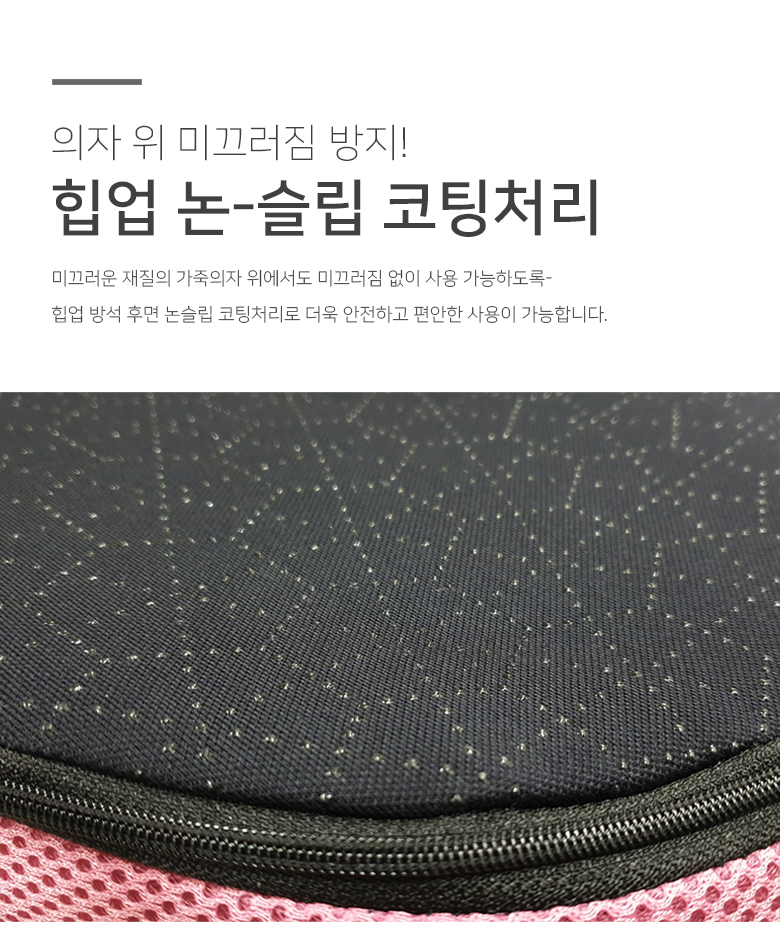 의자 위 미끄러짐 방지!
힙업 논-슬립 코팅처리
미끄러운 재질의 가죽의자 위에서도 미끄러짐 없이 사용 가능하도록-
힙업 방석 후면 논슬립 코팅처리로 더욱 안전하고 편안한 사용이 가능합니다.